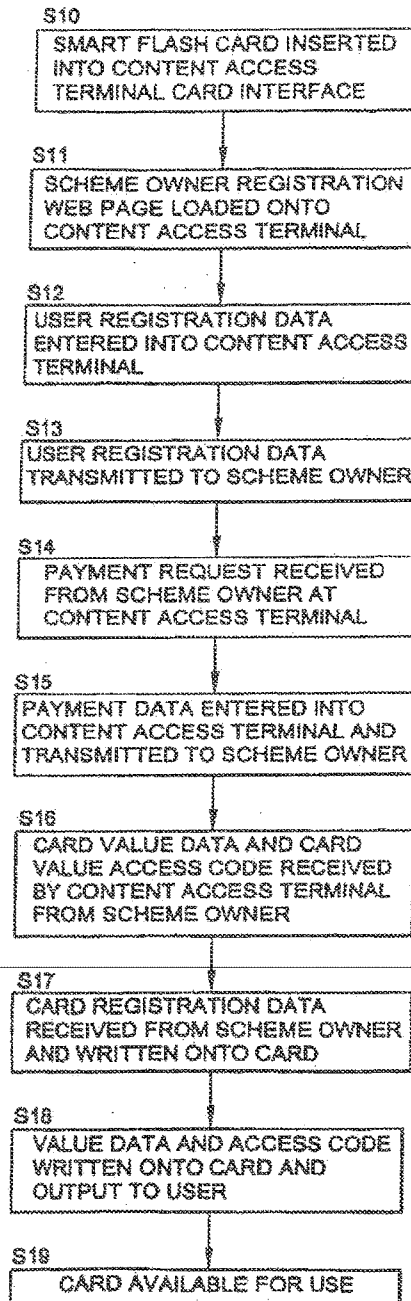 S10
SMART FLASH CARD INSERTED
INTO CONTENT ACCESS
TERMINAL CARD INTERFACE
S11
SCHEME OWNER REGISTRATION
WEB PAGE LOADED ONTO
CONTENT ACCESS TERMINAL
S12
USER REGISTRATION DATA
ENTERED INTO CONTENT ACCESS
TERMINAL
S13
USER REGISTRATION DATA
TRANSMITTED TO SCHEME OWNER
S14
PAYMENT REQUEST RECEIVED
FROM SCHEME OWNER AT
CONTENT ACCESS TERMINAL
S15
PAYMENT DATA ENTERED INTO
CONTENT ACCESS TERMINAL AND
TRANSMITTED TO SCHEME OWNER
S16
CARD VALUE DATA AND CARD
VALUE ACCESS CODE RECEIVED
BY CONTENT ACCESS TERMINAL
FROM SCHEME OWNER
S17
CARD REGISTRATION DATA
RECEIVED FROM SCHEME OWNER
AND WRITTEN ONTO CARD
S18
VALUE DATA AND ACCESS CODE
WRITTEN ONTO CARD AND
OUTPUT TO USER
S19
CARD AVAILABLE FOR USE